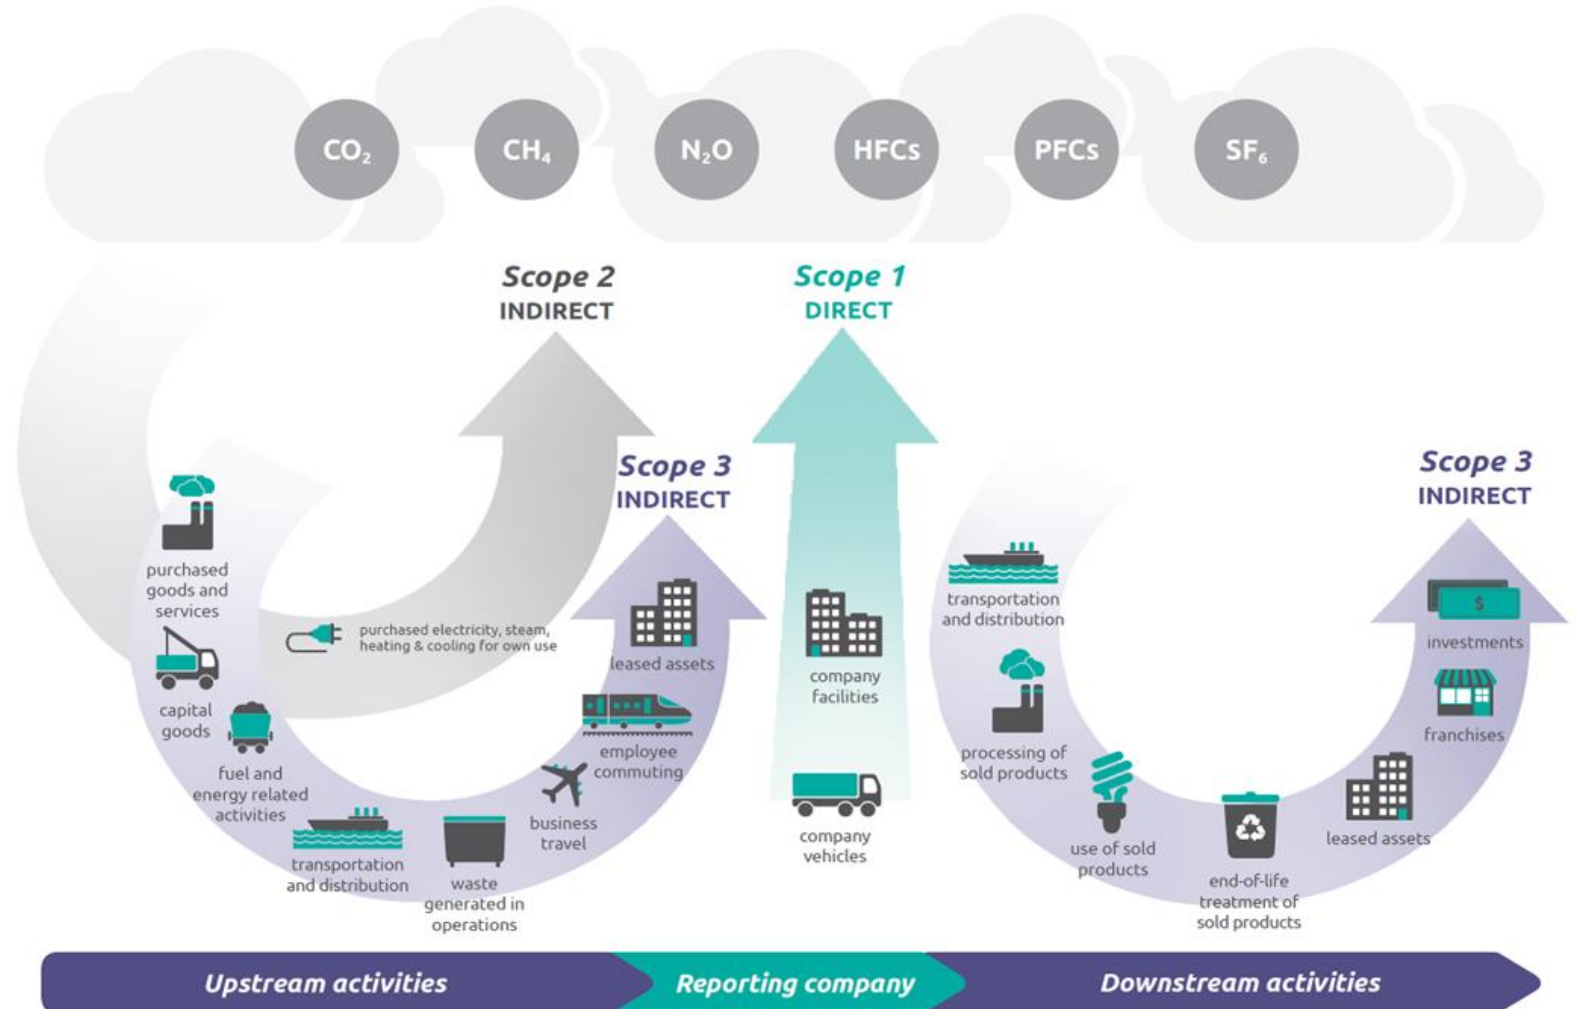 CO₂
CH₄
N₂O
HFCs
PFCs
SF₆
Scope 2
INDIRECT
Scope 1
DIRECT
Scope 3
INDIRECT
Scope 3
INDIRECT
purchased
goods and
services
capital
goods
fuel and
energy related
activities
transportation
and distribution
waste
generated in
operations
business
travel
employee
commuting
leased assets
purchased electricity, steam,
heating & cooling for own use
company
facilities
company
vehicles
transportation
and distribution
processing of
sold products
use of sold
products
end-of-life
treatment of
sold products
leased assets
franchises
$
investments
Upstream activities
Reporting company
Downstream activities